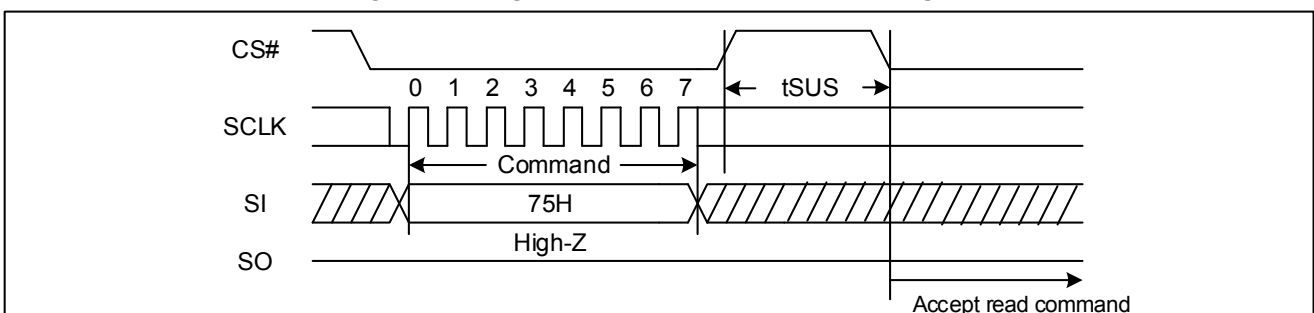 CS#
0 1 2 3 4 5 6 7
tSUS
SCLK
Command
SI
75H
High-Z
SO
Accept read command